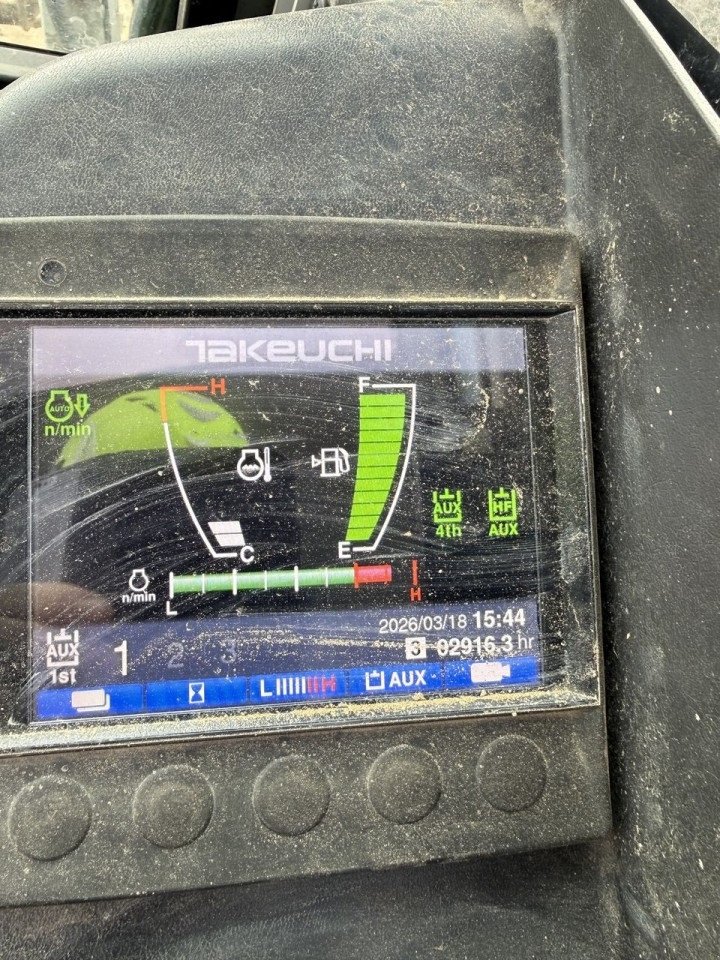 TAKEUCHI
AUTO
n/min
H
F
C
E
AUX
4th
HF
AUX
n/min
L
H
2026/03/18 15:44
02916.3 hr
AUX
1st
1 2 3
L H
AUX